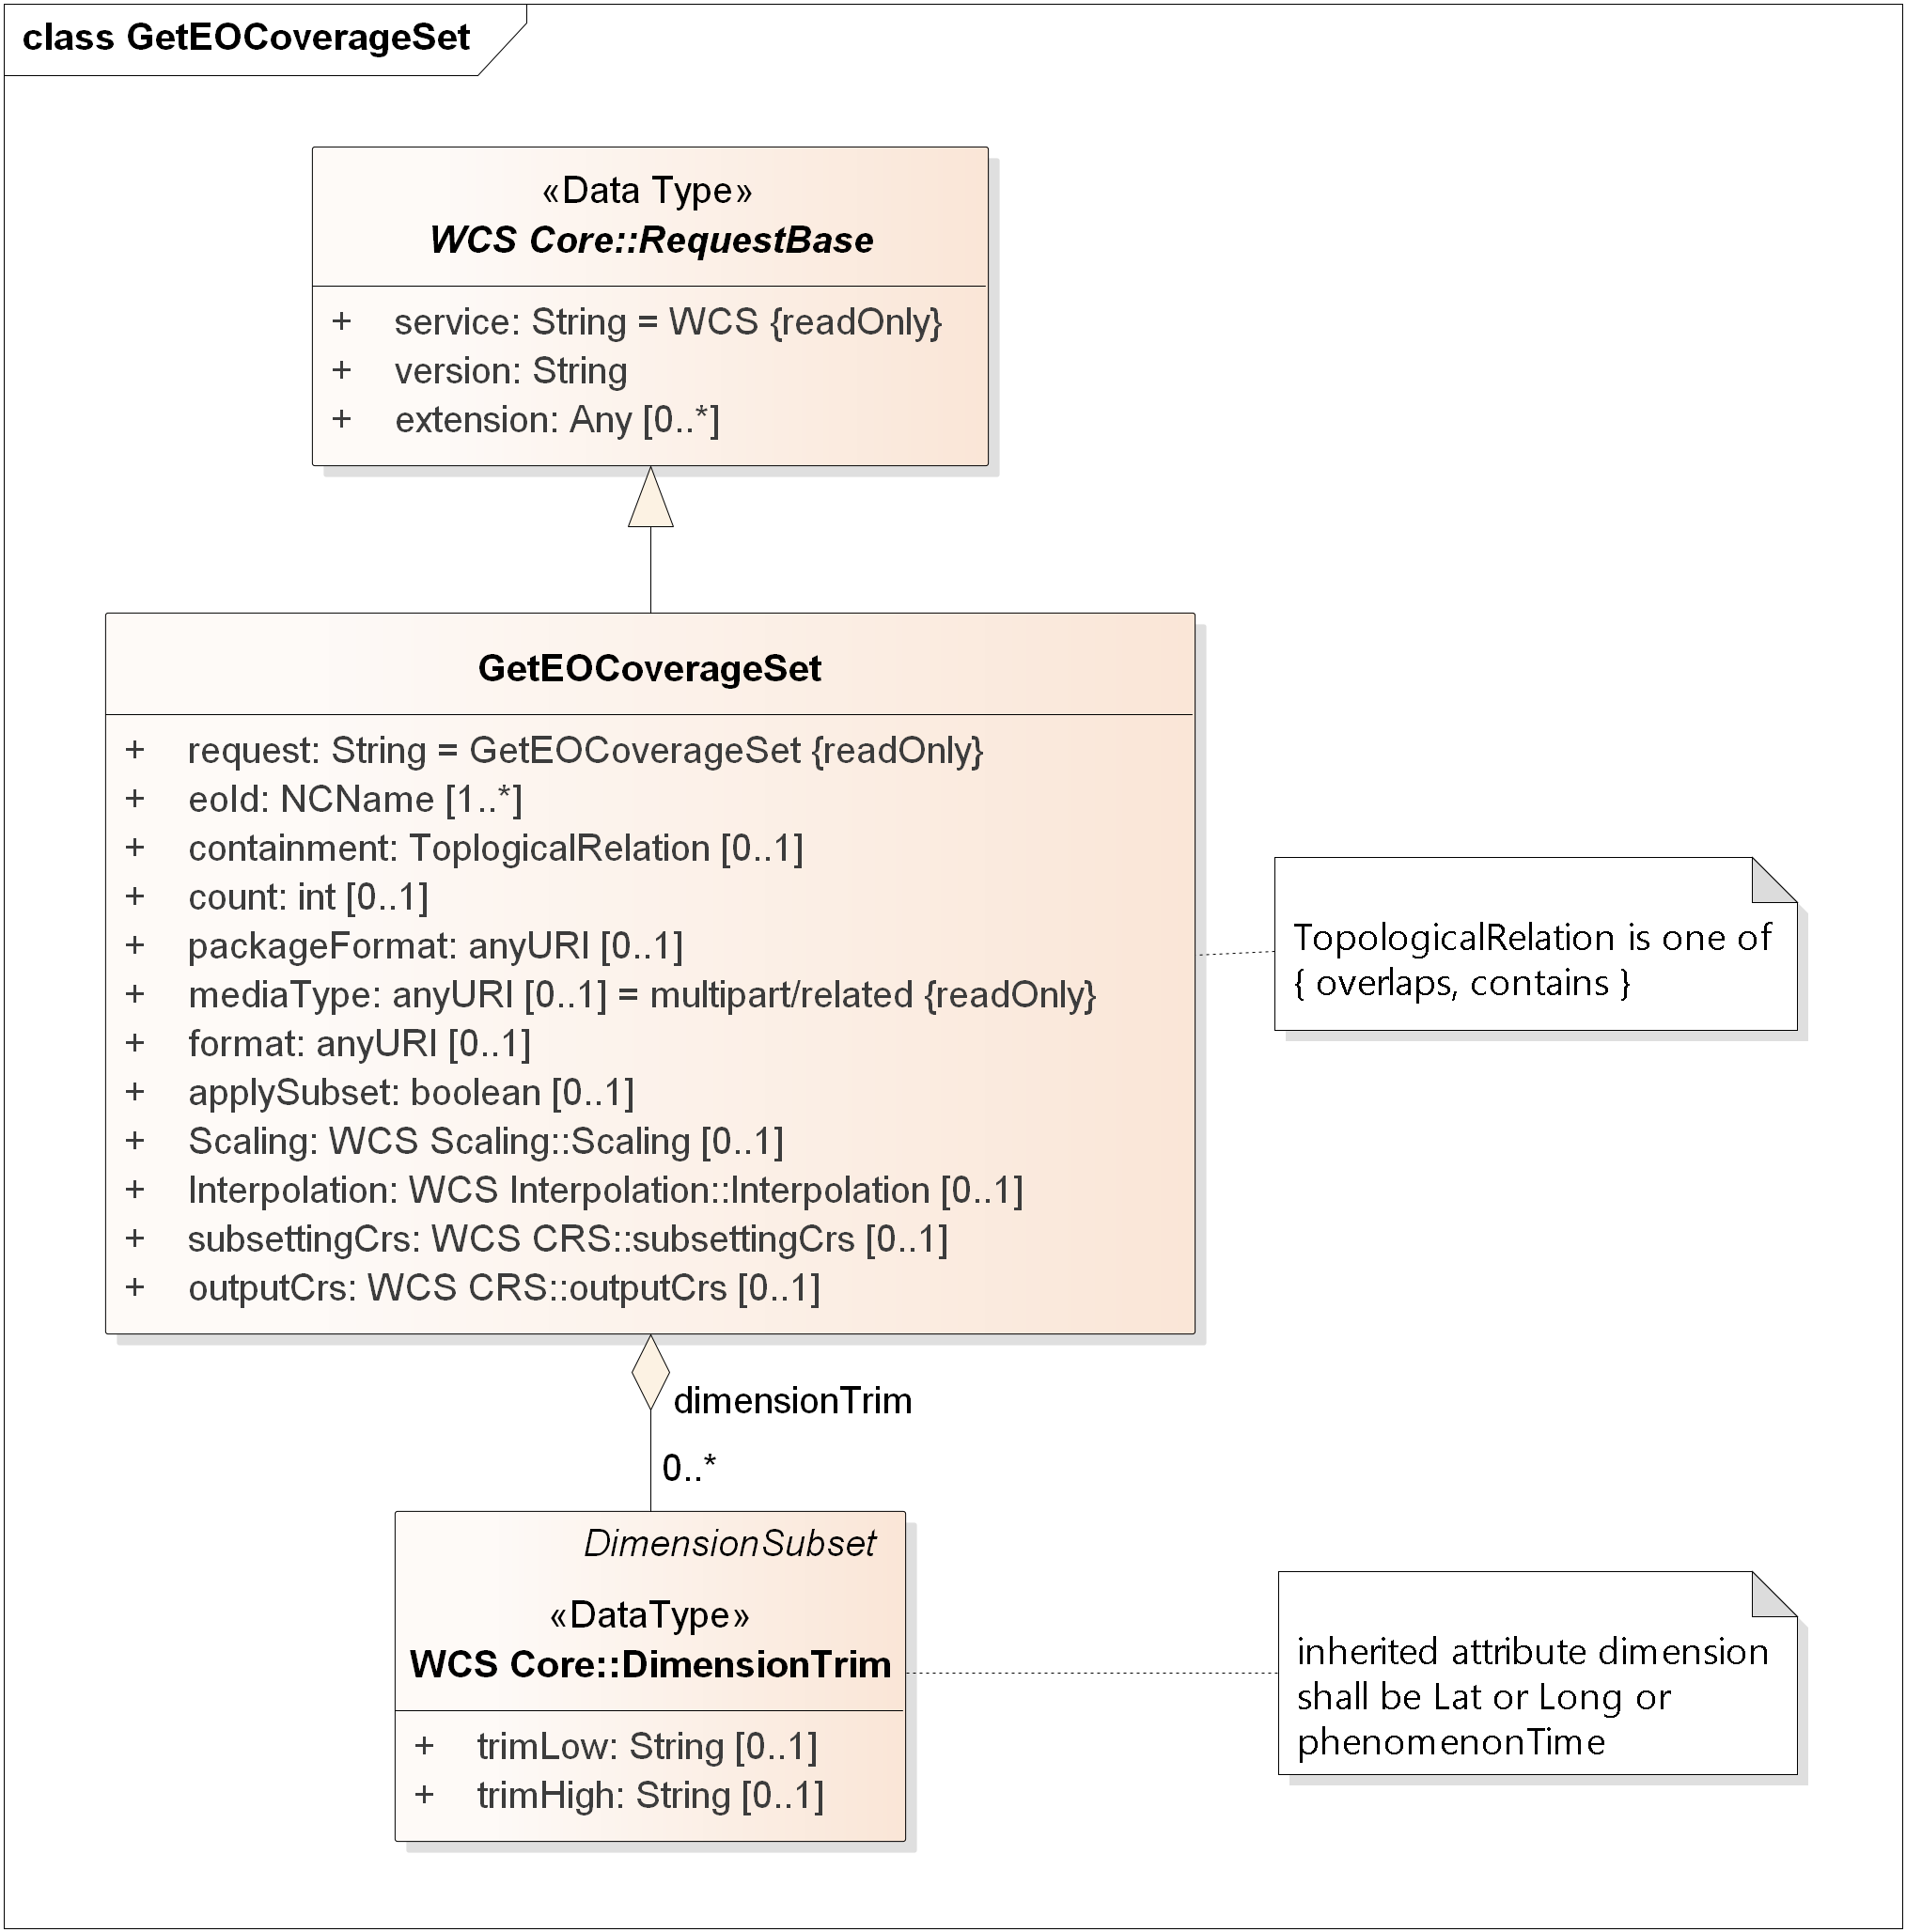 class GetEOCoverageSet
«Data Type»
WCS Core::RequestBase
+ service: String = WCS {readOnly}
+ version: String
+ extension: Any [0..*]
GetEOCoverageSet
+ request: String = GetEOCoverageSet {readOnly}
+ eoId: NCName [1..*]
+ containment: ToplogicalRelation [0..1]
+ count: int [0..1]
+ packageFormat: anyURI [0..1]
+ mediaType: anyURI [0..1] = multipart/related {readOnly}
+ format: anyURI [0..1]
+ applySubset: boolean [0..1]
+ Scaling: WCS Scaling::Scaling [0..1]
+ Interpolation: WCS Interpolation::Interpolation [0..1]
+ subsettingCrs: WCS CRS::subsettingCrs [0..1]
+ outputCrs: WCS CRS::outputCrs [0..1]
TopologicalRelation is one of
{ overlaps, contains }
dimensionTrim
0..*
DimensionSubset
«DataType»
WCS Core::DimensionTrim
+ trimLow: String [0..1]
+ trimHigh: String [0..1]
inherited attribute dimension
shall be Lat or Long or
phenomenonTime